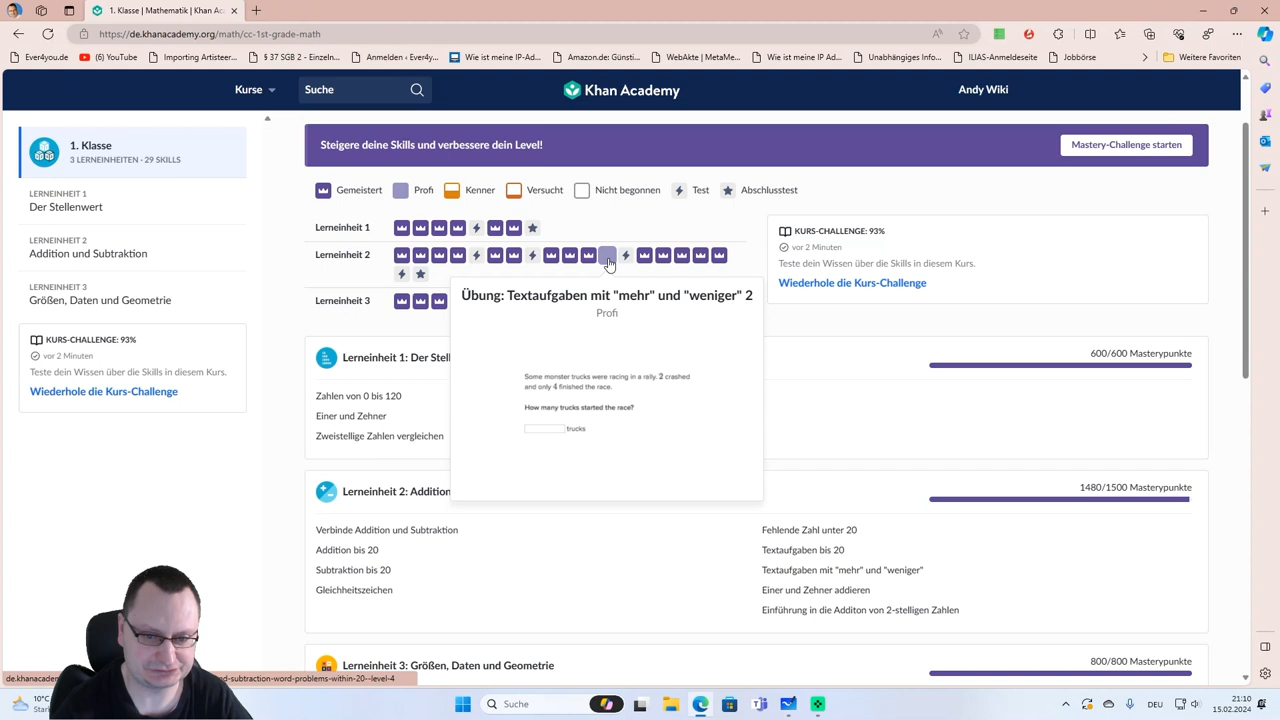 1. Klasse | Mathematik | Khan Ac
https://de.khanacademy.org/math/cc-1st-grade-math
Ever4you.de
(6) YouTube
Importing Artisteer...
§ 37 SGB 2 - Einzeln...
Anmelden ‹ Ever4y...
Wie ist meine IP-Ad...
Amazon.de: Günsti...
WebAkte | MetaMe...
Wie ist meine IP Ad...
Unabhängiges Info...
ILIAS-Anmeldeseite
Jobbörse
Weitere Favoriten
Kurse
Suche
Khan Academy
Andy Wiki
1. Klasse
3 LERNEINHEITEN · 29 SKILLS
LERNEINHEIT 1
Der Stellenwert
LERNEINHEIT 2
Addition und Subtraktion
LERNEINHEIT 3
Größen, Daten und Geometrie
KURS-CHALLENGE: 93%
vor 2 Minuten
Teste dein Wissen über die Skills in diesem Kurs.
Wiederhole die Kurs-Challenge
Steigere deine Skills und verbessere dein Level!
Mastery-Challenge starten
Gemeistert
Profi
Kenner
Versucht
Nicht begonnen
Test
Abschlusstest
Lerneinheit 1
Lerneinheit 2
Lerneinheit 3
KURS-CHALLENGE: 93%
vor 2 Minuten
Teste dein Wissen über die Skills in diesem Kurs.
Wiederhole die Kurs-Challenge
Übung: Textaufgaben mit "mehr" und "weniger" 2
Profi
Some monster trucks were racing in a rally. 2 crashed
and only 4 finished the race.
How many trucks started the race?
trucks
Lerneinheit 1: Der Stell
600/600 Masterypunkte
Zahlen von 0 bis 120
Einer und Zehner
Zweistellige Zahlen vergleichen
Lerneinheit 2: Addition
1480/1500 Masterypunkte
Verbinde Addition und Subtraktion
Addition bis 20
Subtraktion bis 20
Gleichheitszeichen
Fehlende Zahl unter 20
Textaufgaben bis 20
Textaufgaben mit "mehr" und "weniger"
Einer und Zehner addieren
Einführung in die Additon von 2-stelligen Zahlen
Lerneinheit 3: Größen, Daten und Geometrie
800/800 Masterypunkte
de.khanacademy
d-subtraction-word-problems-within-20--level-4
10°C
Stark
Suche
DEU
21:10
15.02.2024